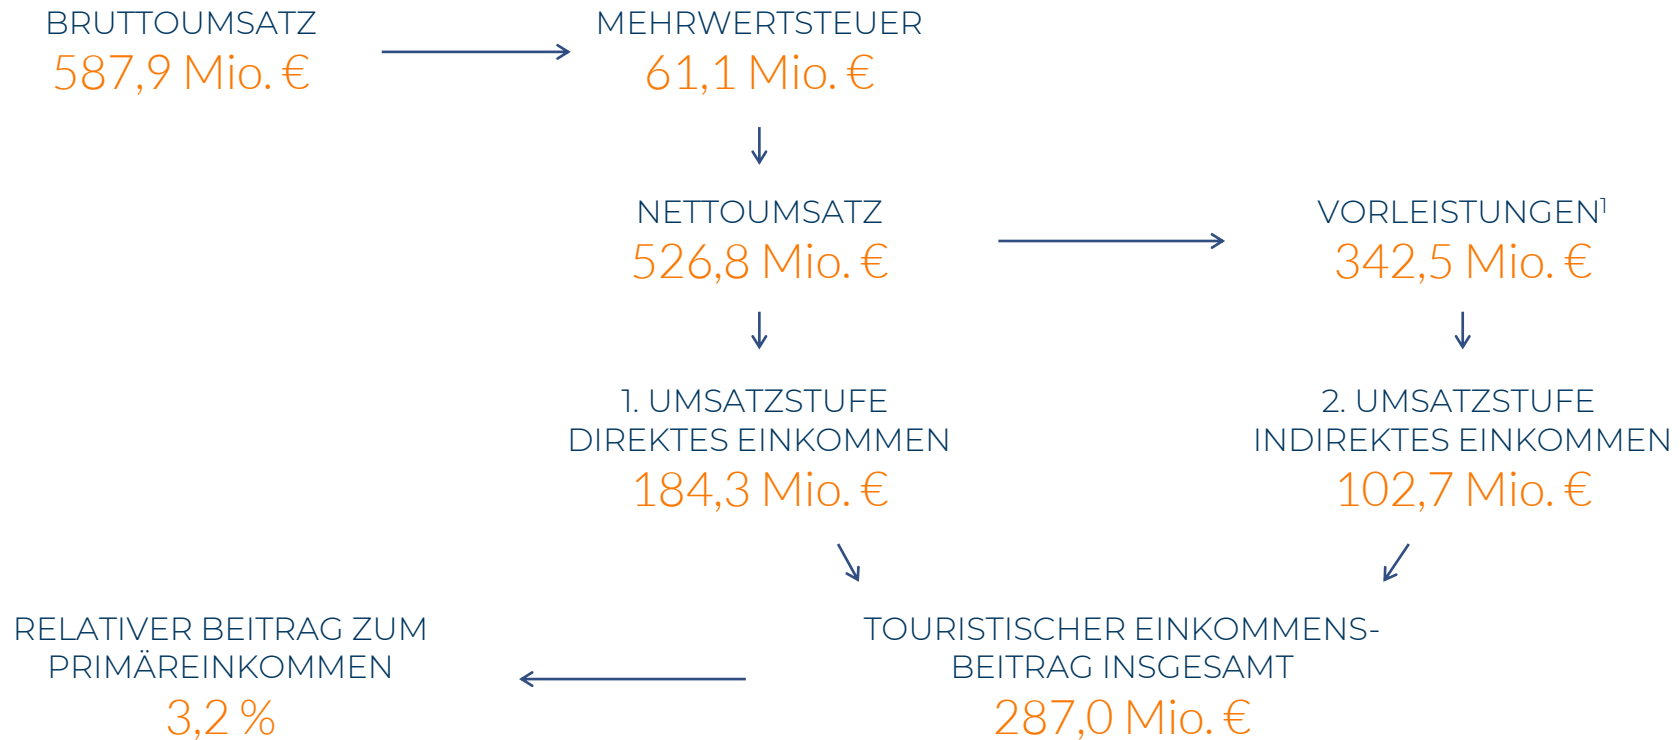 BRUTTOUMSATZ
587,9 Mio. €
MEHRWERTSTEUER
61,1 Mio. €
NETTOUMSATZ
526,8 Mio. €
VORLEISTUNGEN¹
342,5 Mio. €
1. UMSATZSTUFE
DIREKTES EINKOMMEN
184,3 Mio. €
2. UMSATZSTUFE
INDIREKTES EINKOMMEN
102,7 Mio. €
RELATIVER BEITRAG ZUM
PRIMÄREINKOMMEN
3,2 %
TOURISTISCHER EINKOMMENS-
BEITRAG INSGESAMT
287,0 Mio. €